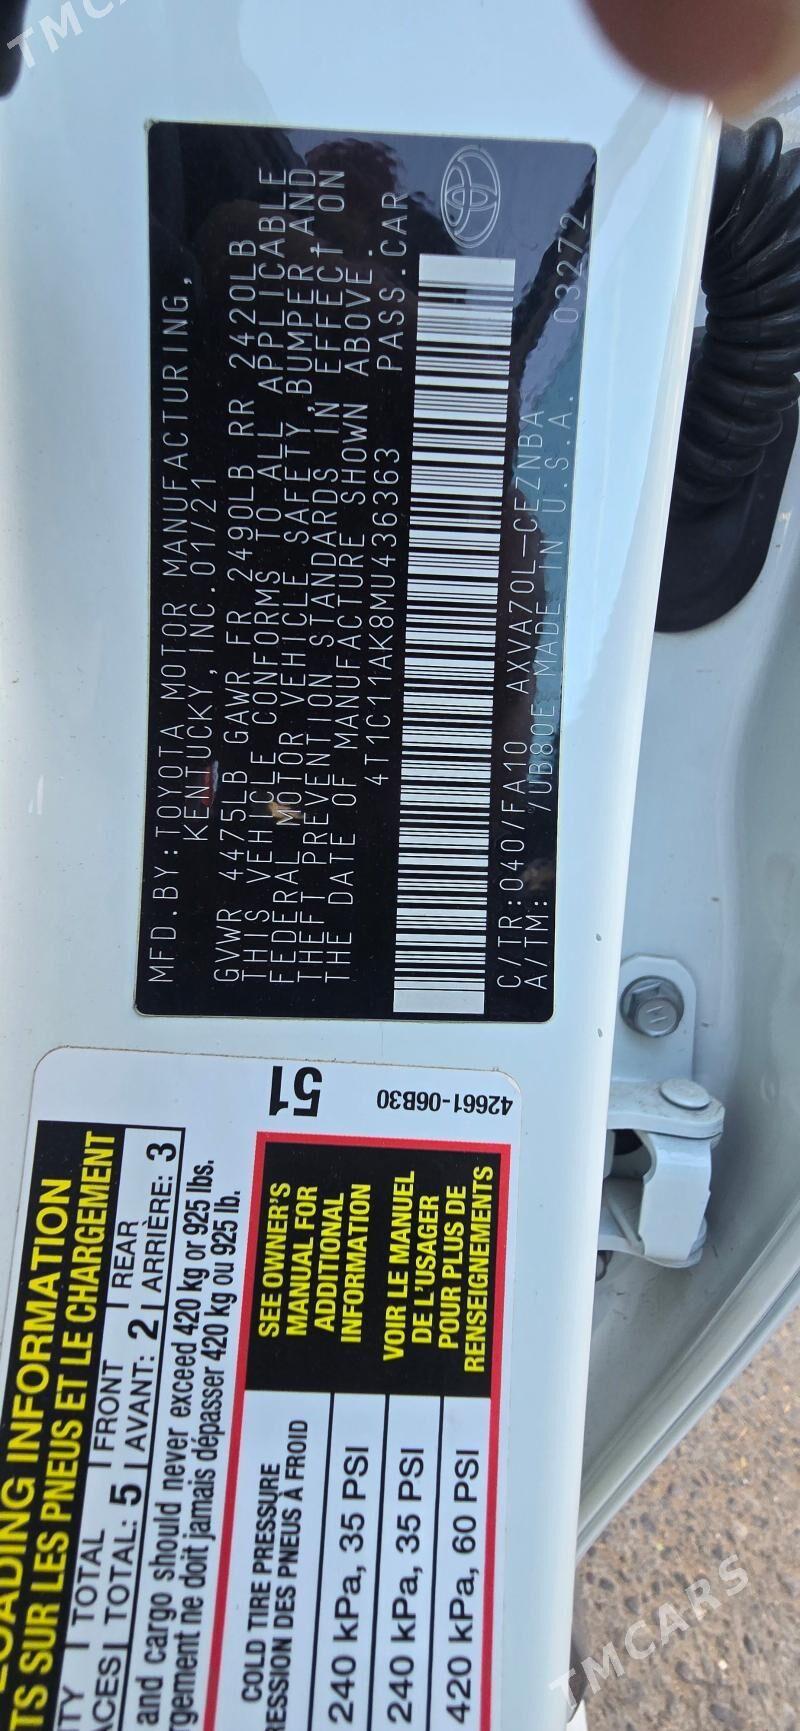 MFD.BY:TOYOTA MOTOR MANUFACTURING,
KENTUCKY, INC.01/21
GVWR 4475LB GAWR FR 2490LB RR 2420LB
THIS VEHICLE CONFORMS TO ALL APPLICABLE
FEDERAL MOTOR VEHICLE SAFETY,BUMPER,AND
THEFT PREVENTION STANDARDS IN EFFECT ON
THE DATE OF MANUFACTURE SHOWN ABOVE.
4T1C11AK8MU436363 PASS.CAR
C/TR:040/FA10 AXVA70L-CEZNBA
A/TM: /UB80E MADE IN U.S.A. 03272
LOADING INFORMATION
TS SUR LES PNEUS ET LE CHARGEMENT
ITY TOTAL FRONT REAR
ACES TOTAL: 5 AVANT: 2 ARRIÈRE: 3
and cargo should never exceed 420 kg or 925 lbs.
rgement ne doit jamais dépasser 420 kg ou 925 lb.
COLD TIRE PRESSURE
RESSION DES PNEUS À FROID
240 kPa, 35 PSI
240 kPa, 35 PSI
420 kPa, 60 PSI
SEE OWNER'S
MANUAL FOR
ADDITIONAL
INFORMATION
VOIR LE MANUEL
DE L'USAGER
POUR PLUS DE
RENSEIGNEMENTS
51
42661-06B30
TMCARS
TMCA